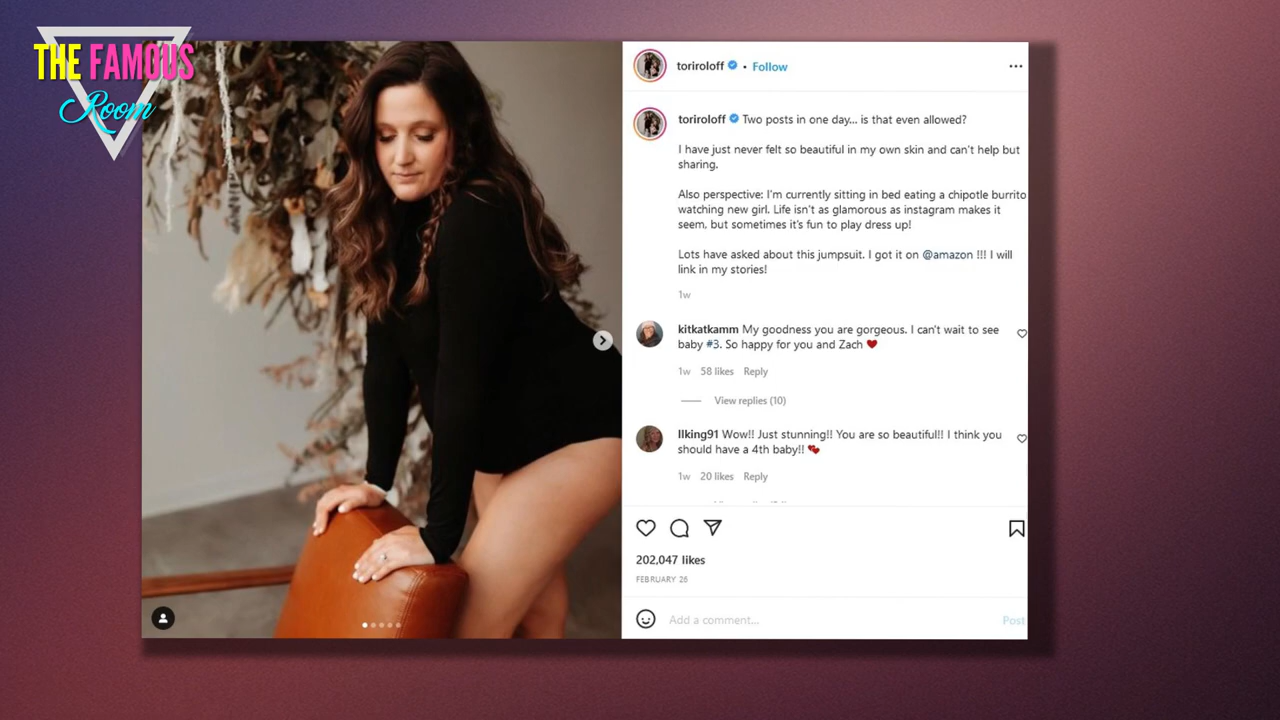 THE FAMOUS
Room
toriroloff • Follow
toriroloff Two posts in one day... is that even allowed?
I have just never felt so beautiful in my own skin and can't help but
sharing.
Also perspective: I'm currently sitting in bed eating a chipotle burrito
watching new girl. Life isn't as glamorous as instagram makes it
seem, but sometimes it's fun to play dress up!
Lots have asked about this jumpsuit. I got it on @amazon !!! I will
link in my stories!
1w
kitkatkamm My goodness you are gorgeous. I can't wait to see
baby #3. So happy for you and Zach ❤
1w 58 likes Reply
View replies (10)
llking91 Wow!! Just stunning!! You are so beautiful!! I think you
should have a 4th baby!! 💕
1w 20 likes Reply
202,047 likes
FEBRUARY 26
Add a comment...
Post